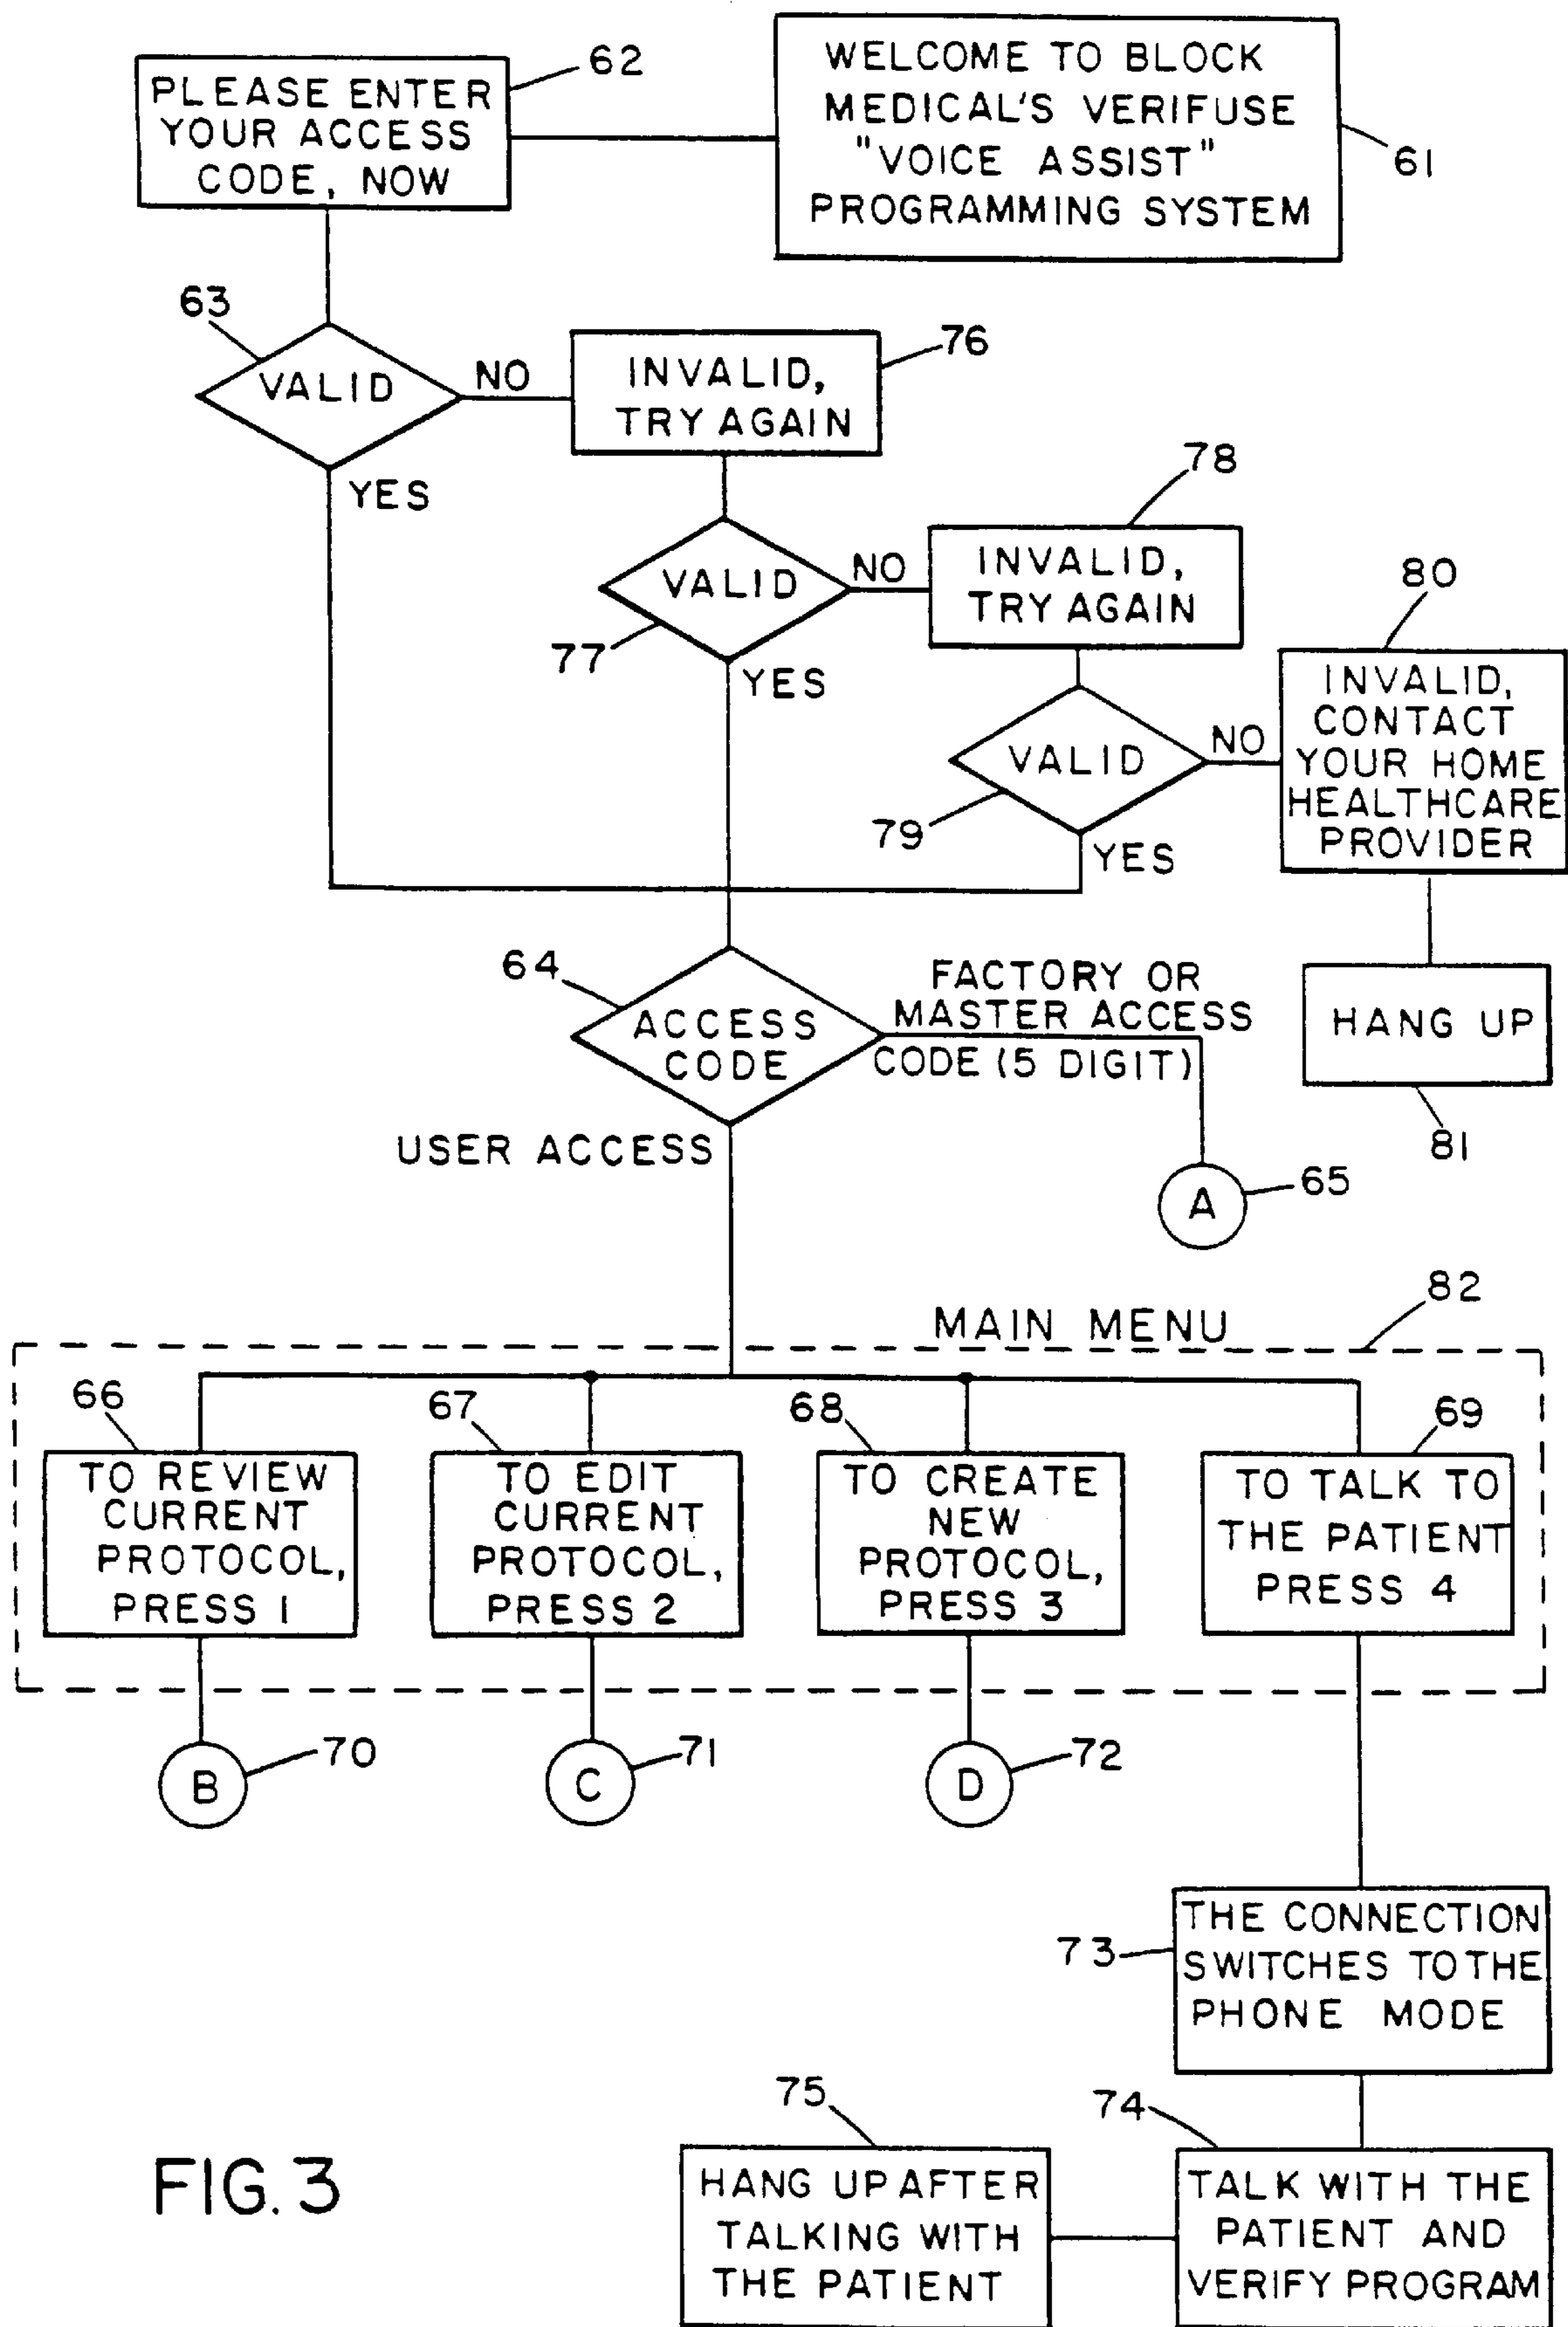 WELCOME TO BLOCK
MEDICAL'S VERIFUSE
"VOICE ASSIST"
PROGRAMMING SYSTEM
61
62
PLEASE ENTER
YOUR ACCESS
CODE, NOW
63
VALID
NO
YES
76
INVALID,
TRY AGAIN
77
VALID
NO
YES
78
INVALID,
TRY AGAIN
79
VALID
NO
YES
80
INVALID,
CONTACT
YOUR HOME
HEALTHCARE
PROVIDER
HANG UP
81
64
ACCESS
CODE
FACTORY OR
MASTER ACCESS
CODE (5 DIGIT)
A
65
USER ACCESS
MAIN MENU
82
66
TO REVIEW
CURRENT
PROTOCOL,
PRESS 1
67
TO EDIT
CURRENT
PROTOCOL,
PRESS 2
68
TO CREATE
NEW
PROTOCOL,
PRESS 3
69
TO TALK TO
THE PATIENT
PRESS 4
B
70
C
71
D
72
73
THE CONNECTION
SWITCHES TO THE
PHONE MODE
74
TALK WITH THE
PATIENT AND
VERIFY PROGRAM
75
HANG UP AFTER
TALKING WITH
THE PATIENT
FIG. 3